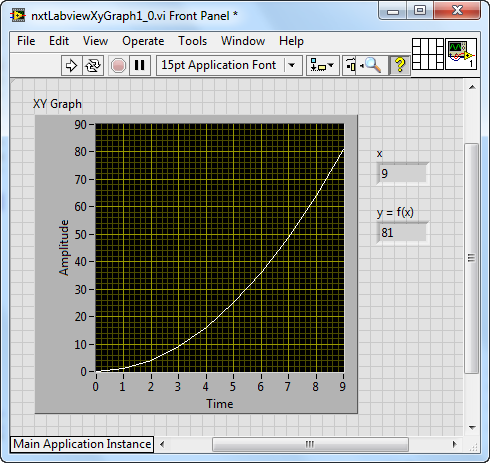 nxtLabviewXyGraph1_0.vi Front Panel *
File Edit View Operate Tools Window Help
15pt Application Font
?
1
XY Graph
90
80
70
60
50
40
30
20
10
0
Amplitude
0 1 2 3 4 5 6 7 8 9
Time
x
9
y = f(x)
81
Main Application Instance